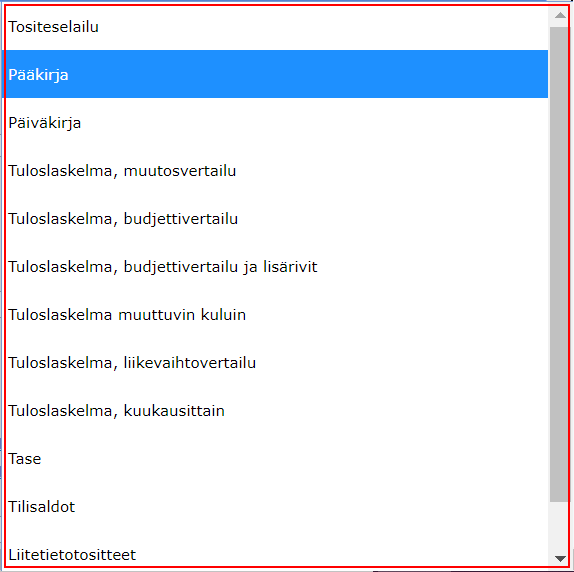 Tositeselailu
Pääkirja
Päiväkirja
Tuloslaskelma, muutosvertailu
Tuloslaskelma, budjettivertailu
Tuloslaskelma, budjettivertailu ja lisärivit
Tuloslaskelma muuttuvin kuluin
Tuloslaskelma, liikevaihtovertailu
Tuloslaskelma, kuukausittain
Tase
Tilisaldot
Liitetietotositteet